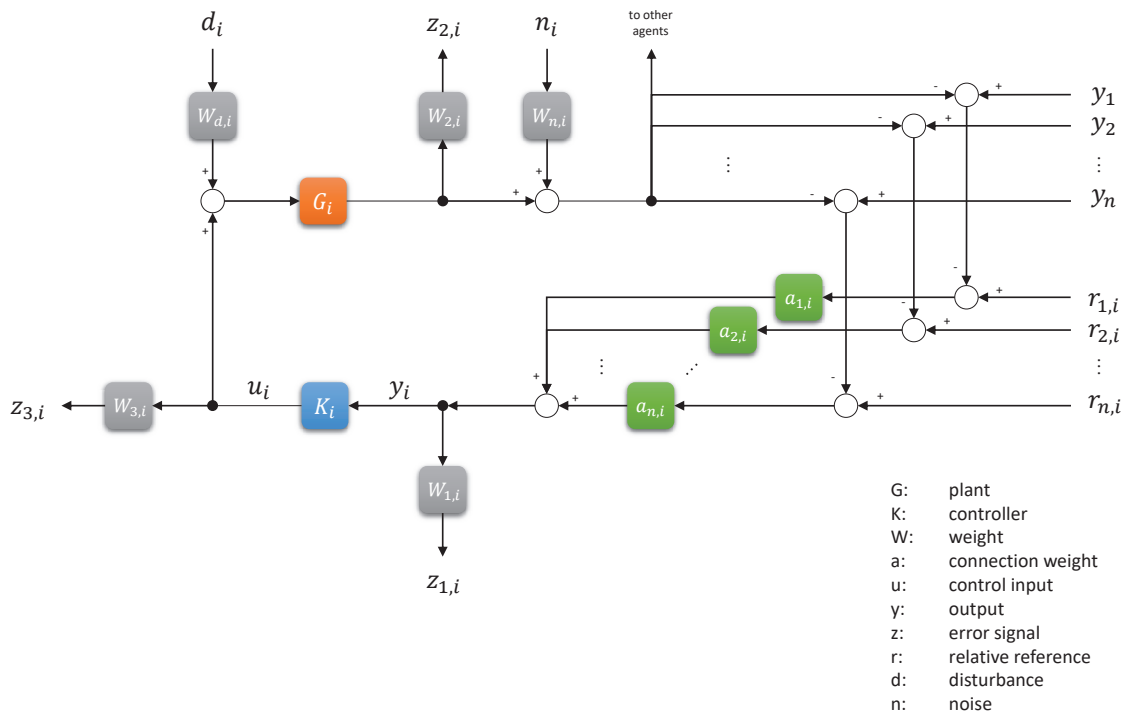 d_i
z_{2,i}
n_i
to other
agents
W_{d,i}
W_{2,i}
W_{n,i}
- + y_1
- + y_2
⋮ ⋮
+ + G_i + + - + y_n
+
- a_{1,i} + r_{1,i}
- a_{2,i} + r_{2,i}
+ ⋮ ⋰ ⋮
-
z_{3,i} W_{3,i} u_i K_i y_i + a_{n,i} + r_{n,i}
W_{1,i}
z_{1,i}
G: plant
K: controller
W: weight
a: connection weight
u: control input
y: output
z: error signal
r: relative reference
d: disturbance
n: noise